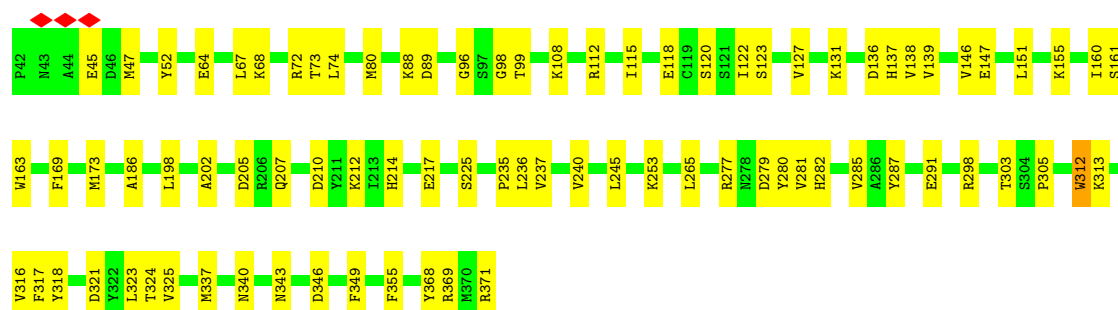 P42 N43 A44 E45 D46 M47 Y52 E64 L67 K68 R72 T73 L74 M80 K88 D89 G96 S97 G98 T99 K108 R112 I115 E118 C119 S120 S121 I122 S123 V127 K131 D136 H137 V138 V139 V146 E147 L151 K155 I160 S161
W163 F169 M173 A186 L198 A202 D205 R206 Q207 D210 Y211 K212 I213 H214 E217 S225 P235 L236 V237 V240 L245 K253 L265 R277 N278 D279 Y280 V281 H282 V285 A286 Y287 E291 R298 T303 S304 P305 W312 K313
V316 F317 Y318 D321 Y322 L323 T324 V325 M337 N340 N343 D346 F349 F355 Y368 R369 M370 R371